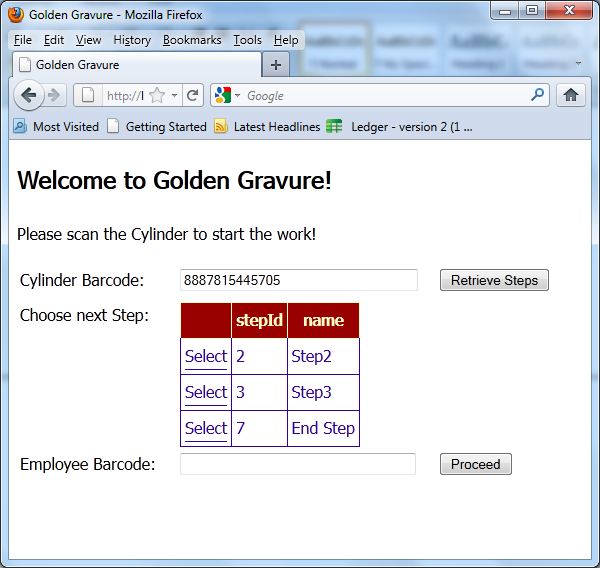 Golden Gravure - Mozilla Firefox
File Edit View History Bookmarks Tools Help
Golden Gravure
http://l Google
Most Visited Getting Started Latest Headlines Ledger - version 2 (1 ...
Welcome to Golden Gravure!
Please scan the Cylinder to start the work!
Cylinder Barcode: 8887815445705 Retrieve Steps
Choose next Step: stepId name
Select 2 Step2
Select 3 Step3
Select 7 End Step
Employee Barcode: Proceed